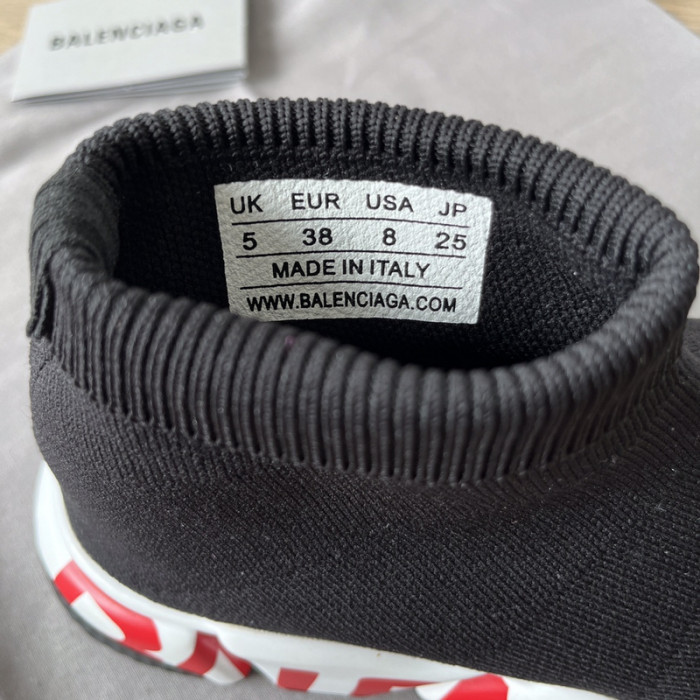 BALENCIAGA
UK EUR USA JP
5 38 8 25
MADE IN ITALY
WWW.BALENCIAGA.COM